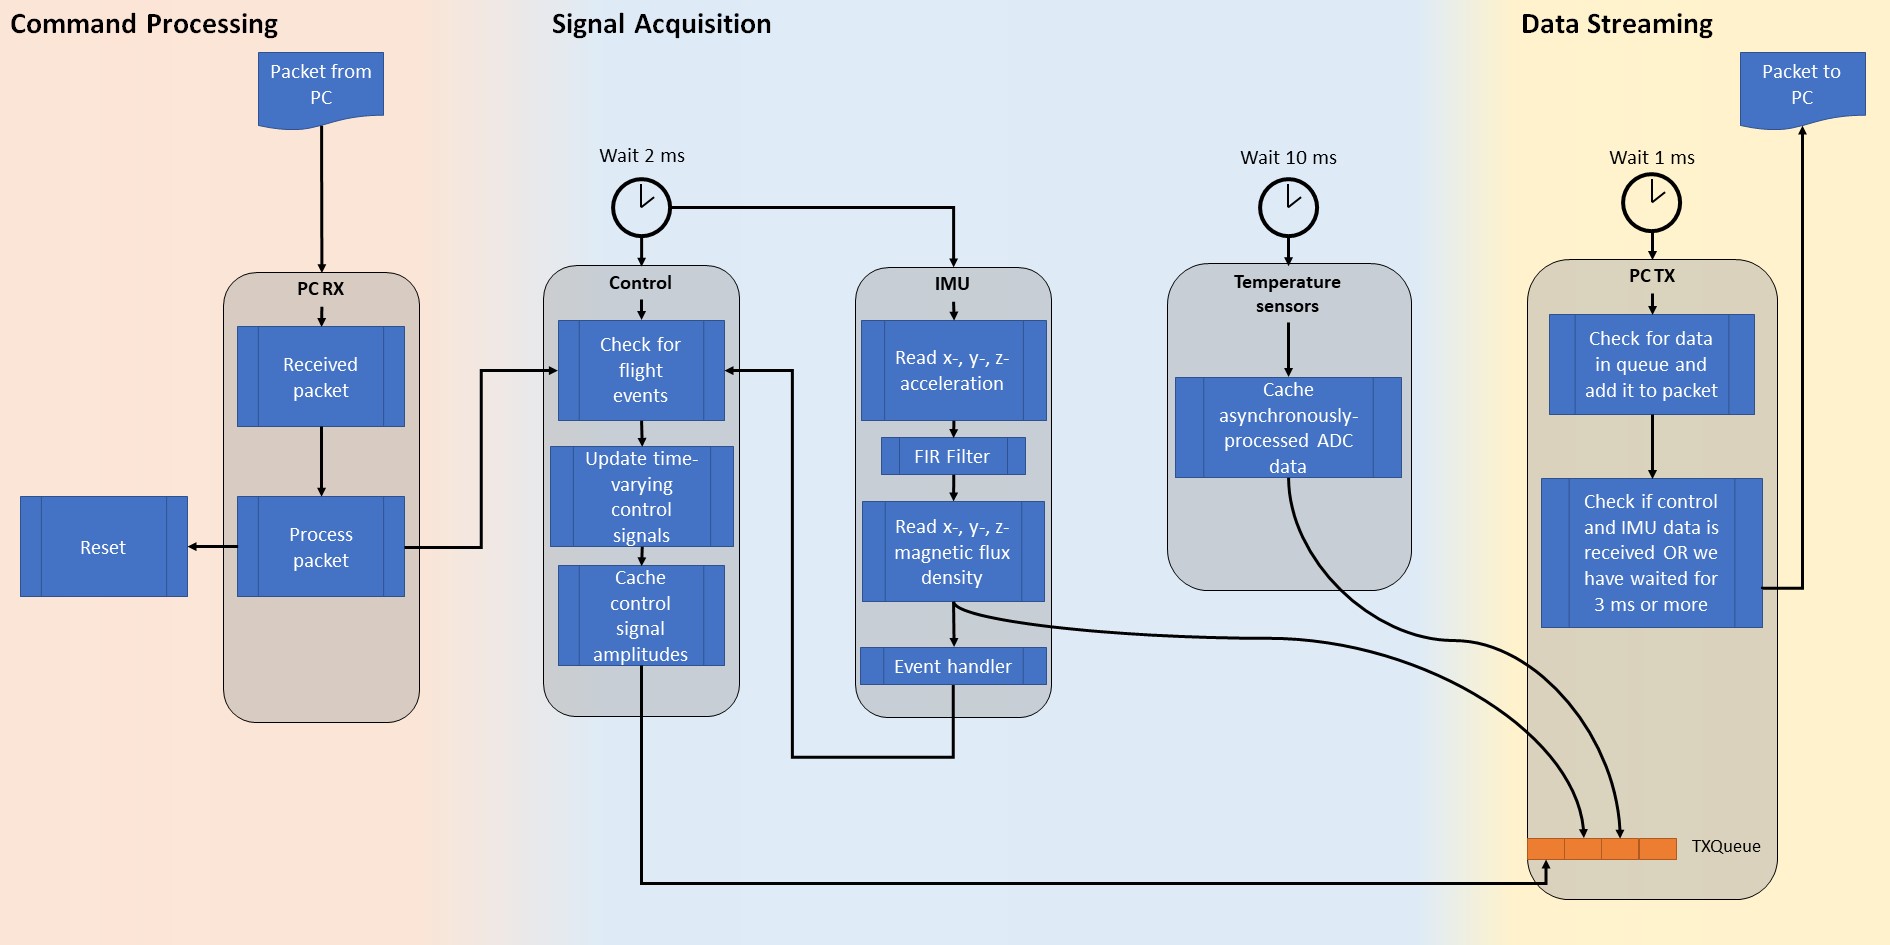 Command Processing
Signal Acquisition
Data Streaming
Packet from
PC
Packet to
PC
Wait 2 ms
Wait 10 ms
Wait 1 ms
PC RX
Received
packet
Process
packet
Reset
Control
Check for
flight
events
Update time-
varying
control
signals
Cache
control
signal
amplitudes
IMU
Read x-, y-, z-
acceleration
FIR Filter
Read x-, y-, z-
magnetic flux
density
Event handler
Temperature
sensors
Cache
asynchronously-
processed ADC
data
PC TX
Check for data
in queue and
add it to packet
Check if control
and IMU data is
received OR we
have waited for
3 ms or more
TXQueue